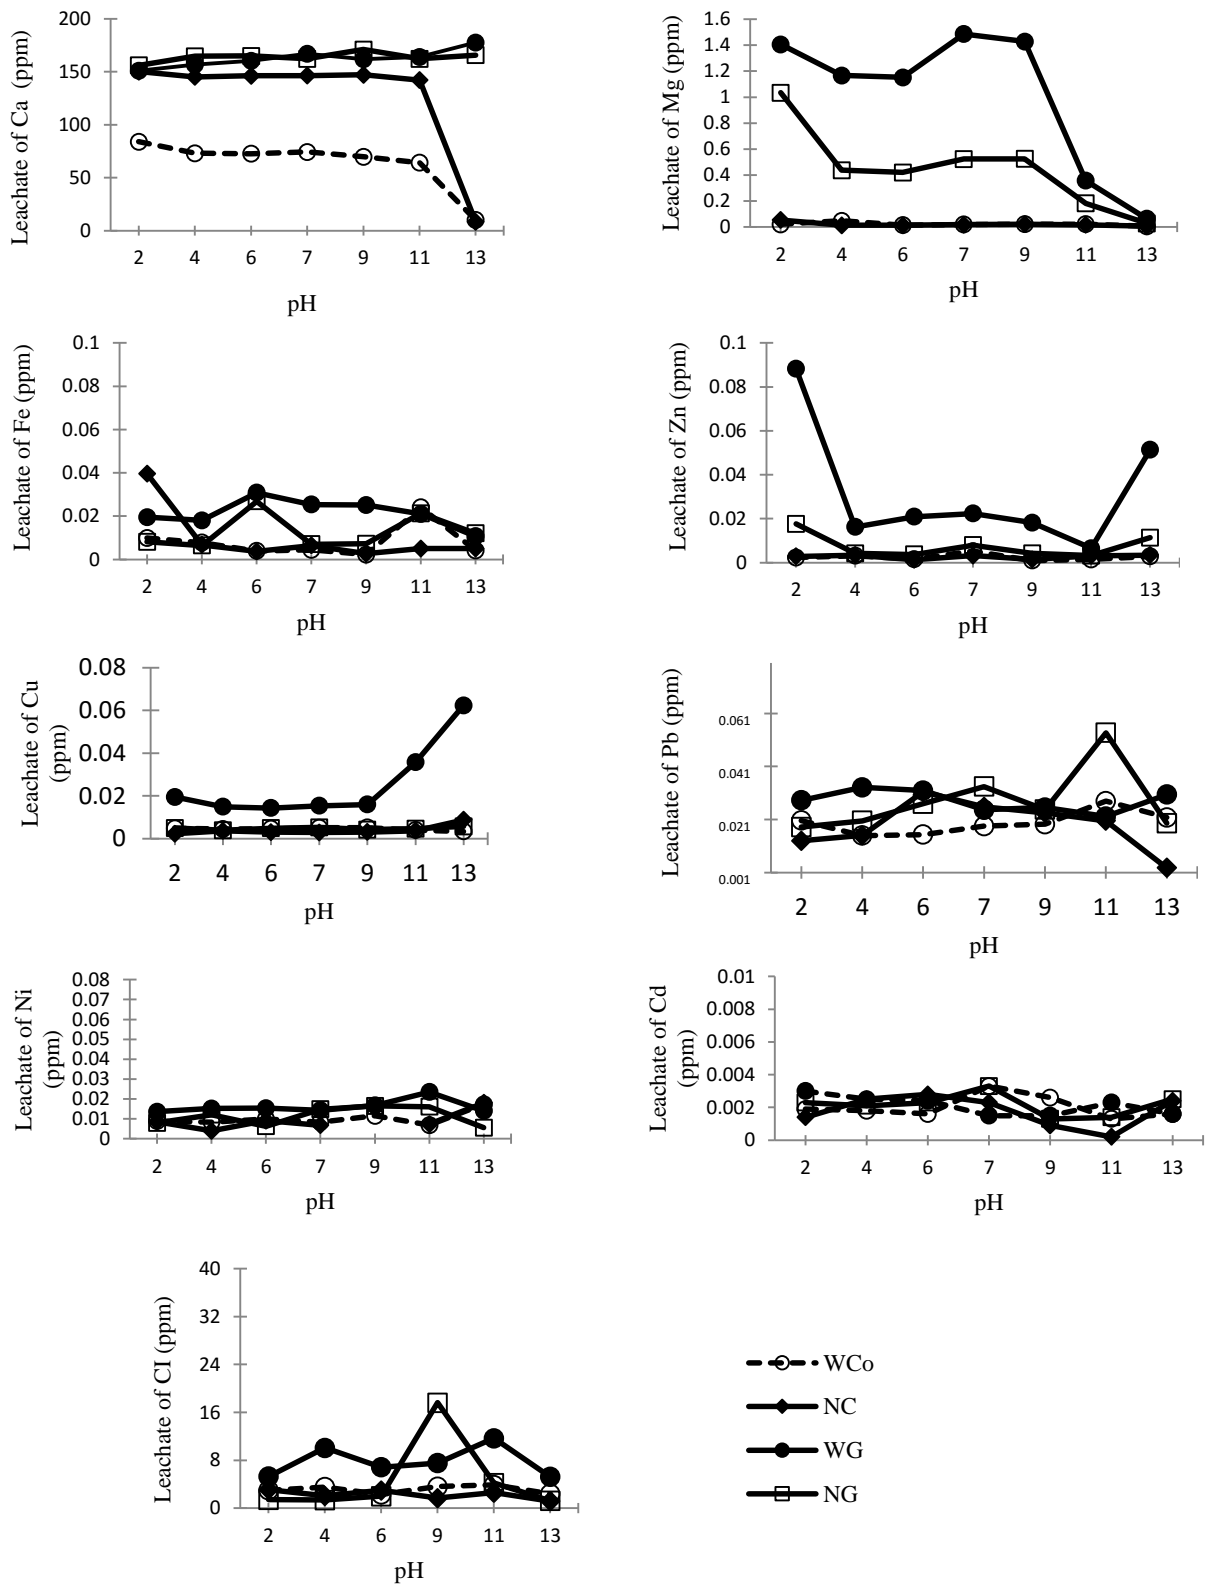 200
150
100
50
0
Leachate of Ca (ppm)
2 4 6 7 9 11 13
pH
1.6
1.4
1.2
1
0.8
0.6
0.4
0.2
0
Leachate of Mg (ppm)
2 4 6 7 9 11 13
pH
0.1
0.08
0.06
0.04
0.02
0
Leachate of Fe (ppm)
2 4 6 7 9 11 13
pH
0.1
0.08
0.06
0.04
0.02
0
Leachate of Zn (ppm)
2 4 6 7 9 11 13
pH
0.08
0.06
0.04
0.02
0
Leachate of Cu
(ppm)
2 4 6 7 9 11 13
pH
0.061
0.041
0.021
0.001
Leachate of Pb (ppm)
2 4 6 7 9 11 13
pH
0.08
0.07
0.06
0.05
0.04
0.03
0.02
0.01
0
Leachate of Ni
(ppm)
2 4 6 7 9 11 13
pH
0.01
0.008
0.006
0.004
0.002
0
Leachate of Cd
(ppm)
2 4 6 7 9 11 13
pH
40
32
24
16
8
0
Leachate of CI (ppm)
2 4 6 9 11 13
pH
WCo
NC
WG
NG